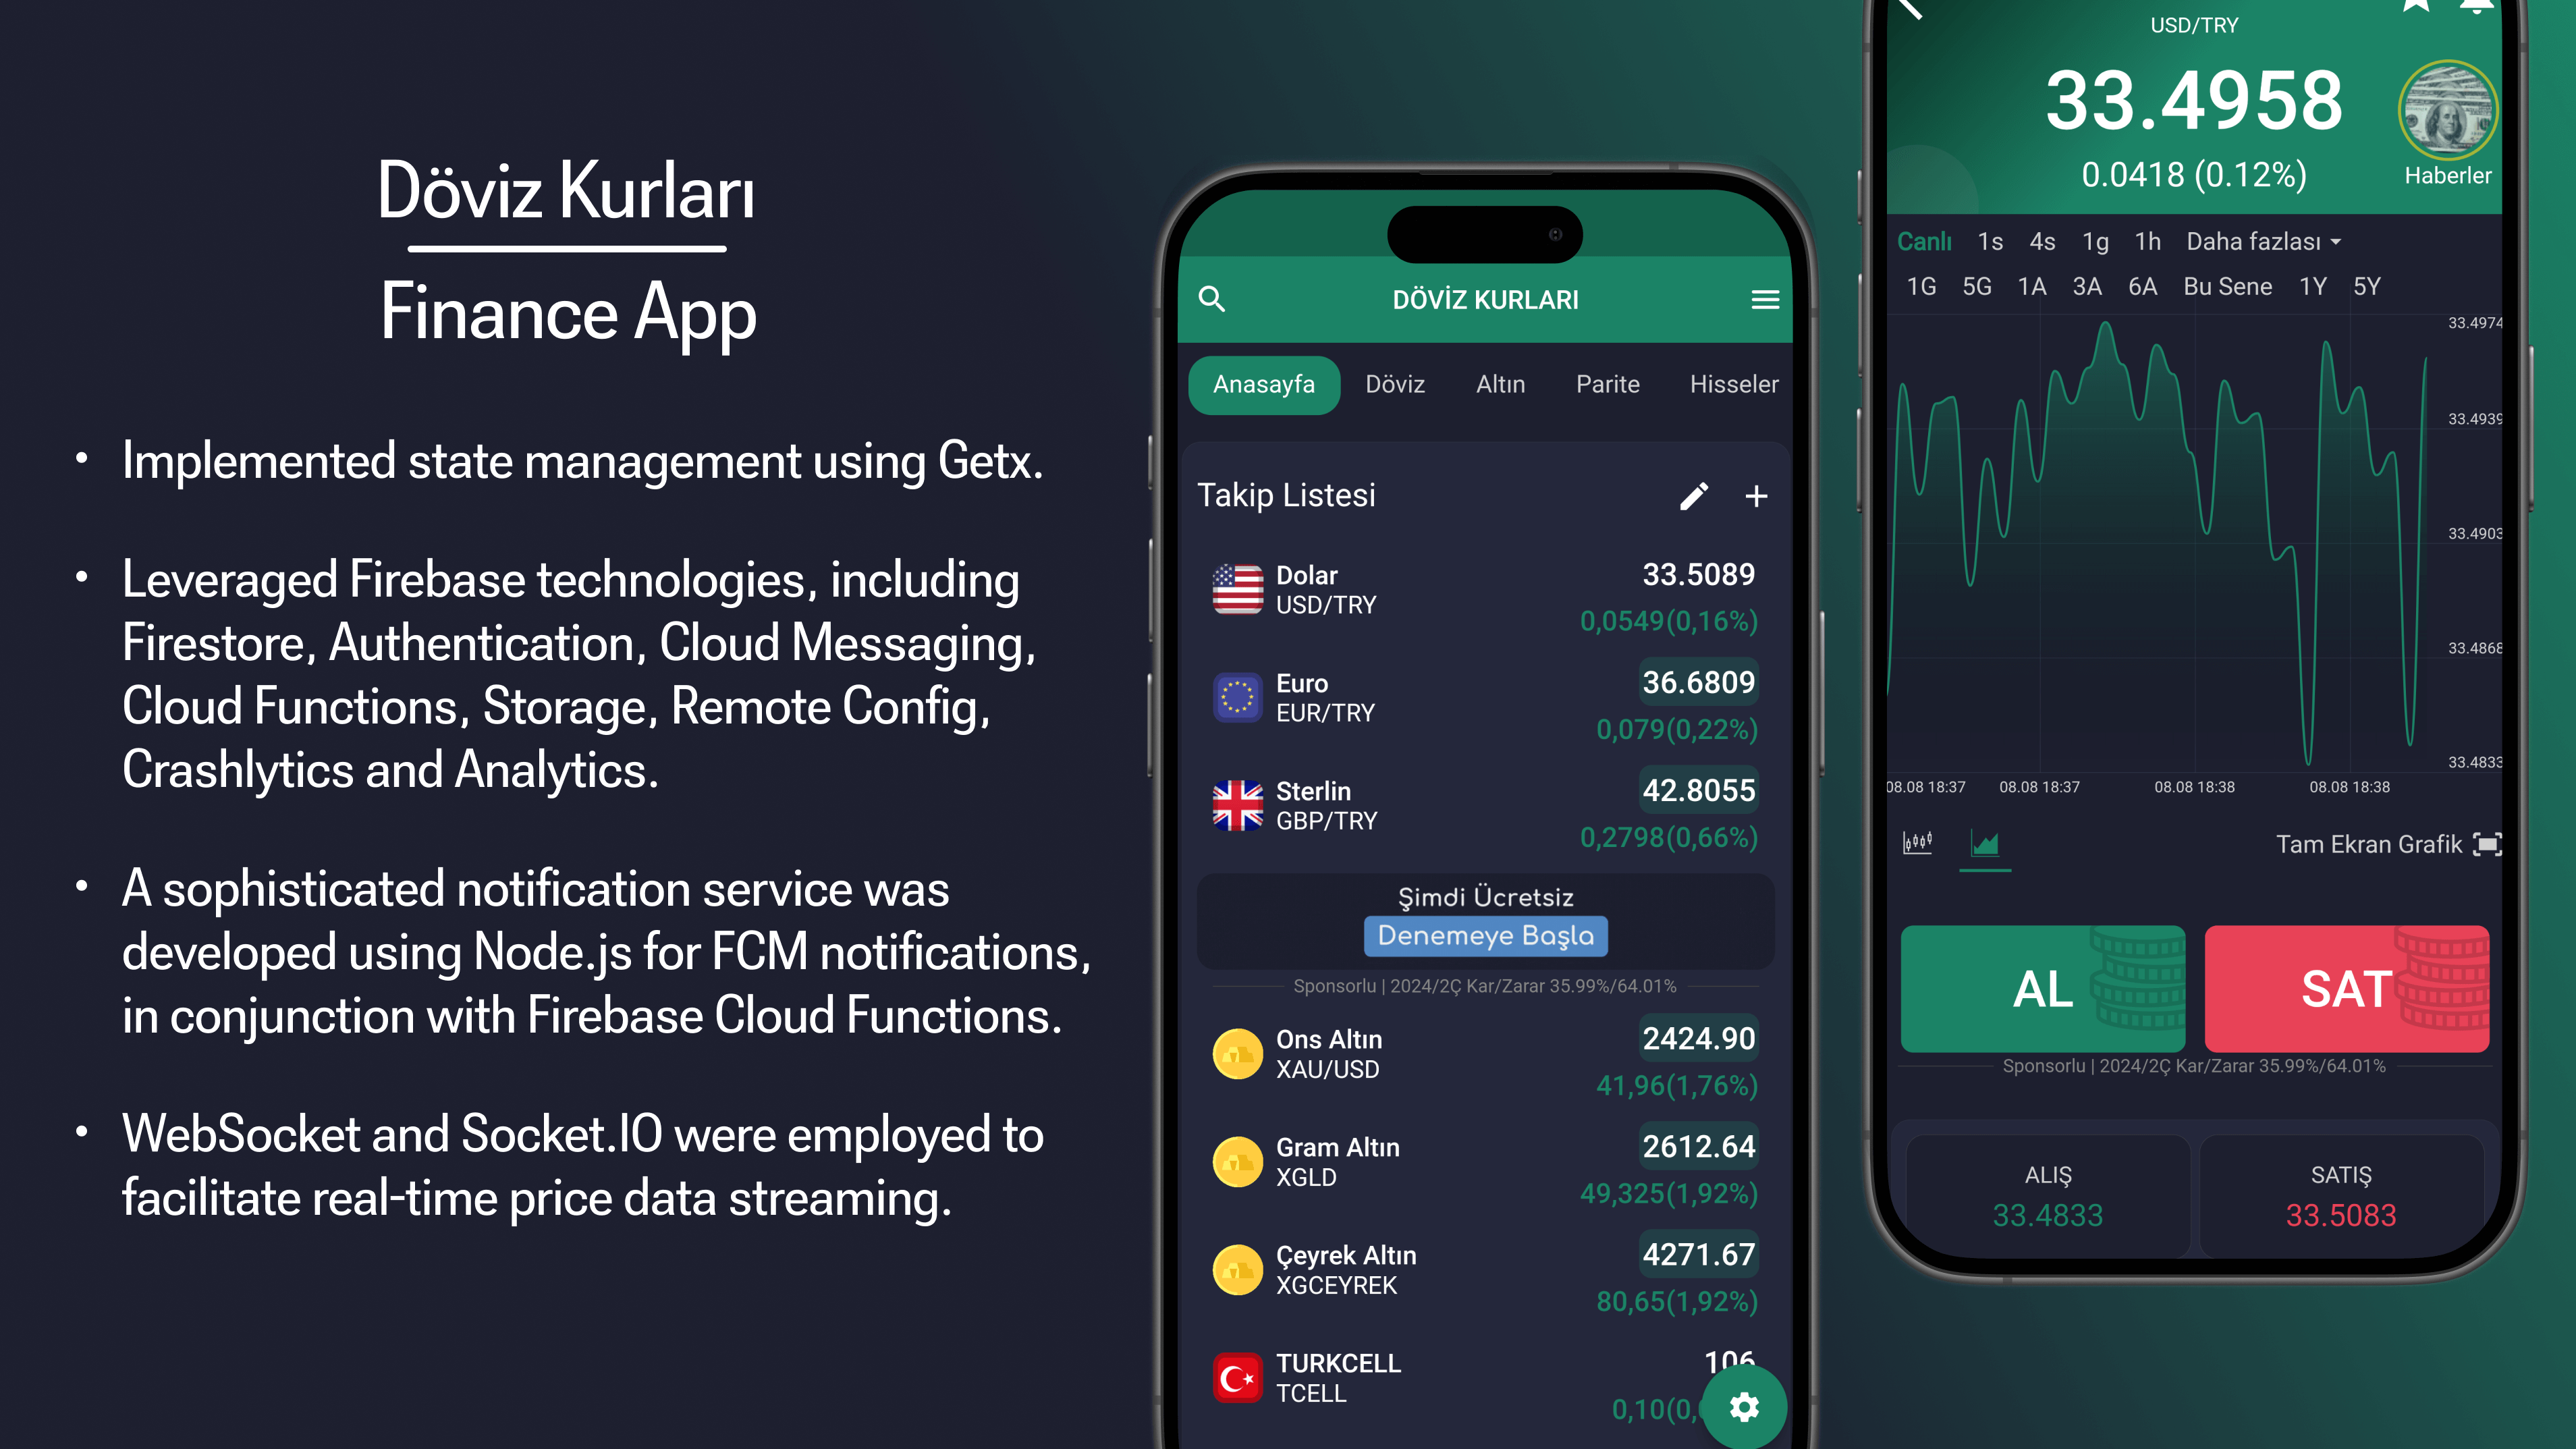 Döviz Kurları
Finance App
• Implemented state management using Getx.
• Leveraged Firebase technologies, including
Firestore, Authentication, Cloud Messaging,
Cloud Functions, Storage, Remote Config,
Crashlytics and Analytics.
• A sophisticated notification service was
developed using Node.js for FCM notifications,
in conjunction with Firebase Cloud Functions.
• WebSocket and Socket.IO were employed to
facilitate real-time price data streaming.
DÖVİZ KURLARI
Anasayfa Döviz Altın Parite Hisseler
Takip Listesi
Dolar 33.5089
USD/TRY 0,0549(0,16%)
Euro 36.6809
EUR/TRY 0,079(0,22%)
Sterlin 42.8055
GBP/TRY 0,2798(0,66%)
Şimdi Ücretsiz
Denemeye Başla
Sponsorlu | 2024/2Ç Kar/Zarar 35.99%/64.01%
Ons Altın 2424.90
XAU/USD 41,96(1,76%)
Gram Altın 2612.64
XGLD 49,325(1,92%)
Çeyrek Altın 4271.67
XGCEYREK 80,65(1,92%)
TURKCELL 106
TCELL 0,10(0,
USD/TRY
33.4958
0.0418 (0.12%)
Haberler
Canlı 1s 4s 1g 1h Daha fazlası
1G 5G 1A 3A 6A Bu Sene 1Y 5Y
33.4974
33.4939
33.4903
33.4868
33.4833
08.08 18:37 08.08 18:37 08.08 18:38 08.08 18:38
Tam Ekran Grafik
AL SAT
Sponsorlu | 2024/2Ç Kar/Zarar 35.99%/64.01%
ALIŞ SATIŞ
33.4833 33.5083